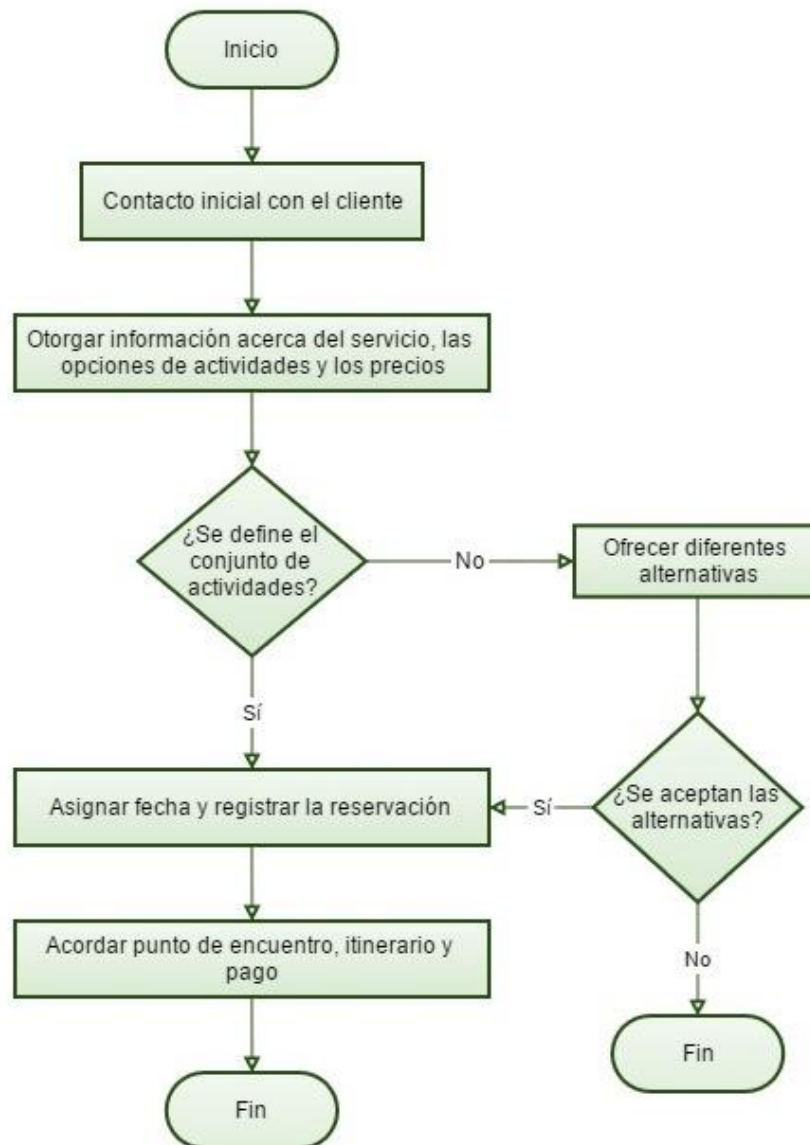 Inicio
Contacto inicial con el cliente
Otorgar información acerca del servicio, las
opciones de actividades y los precios
¿Se define el
conjunto de
actividades?
No
Ofrecer diferentes
alternativas
Sí
¿Se aceptan las
alternativas?
Sí
Asignar fecha y registrar la reservación
Acordar punto de encuentro, itinerario y
pago
No
Fin
Fin